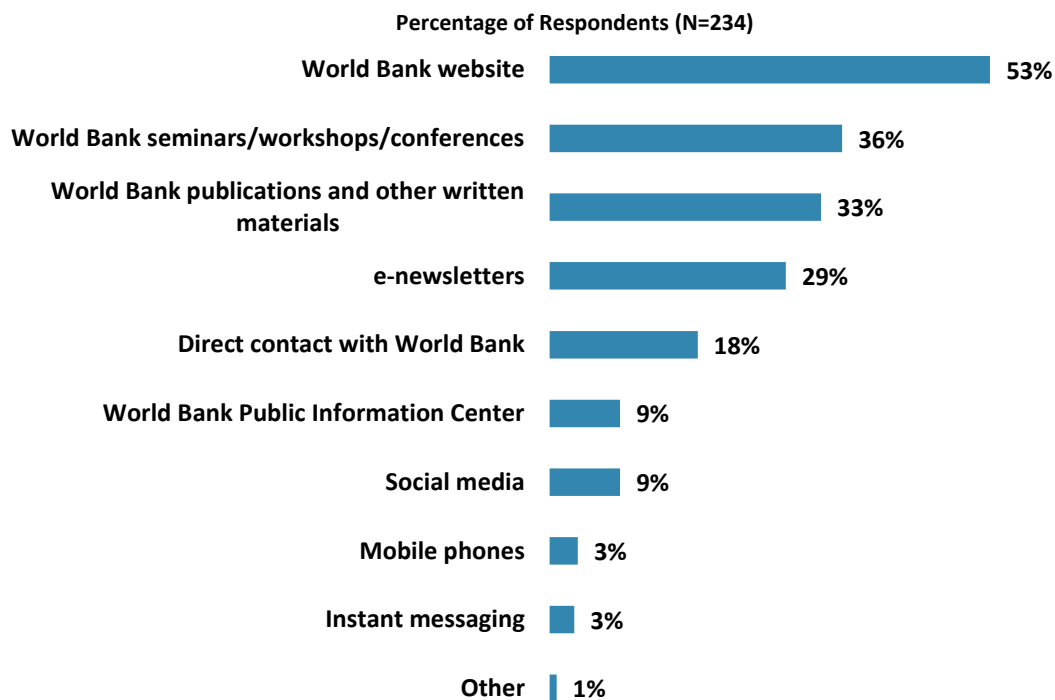 Percentage of Respondents (N=234)
World Bank website 53%
World Bank seminars/workshops/conferences 36%
World Bank publications and other written
materials 33%
e-newsletters 29%
Direct contact with World Bank 18%
World Bank Public Information Center 9%
Social media 9%
Mobile phones 3%
Instant messaging 3%
Other 1%